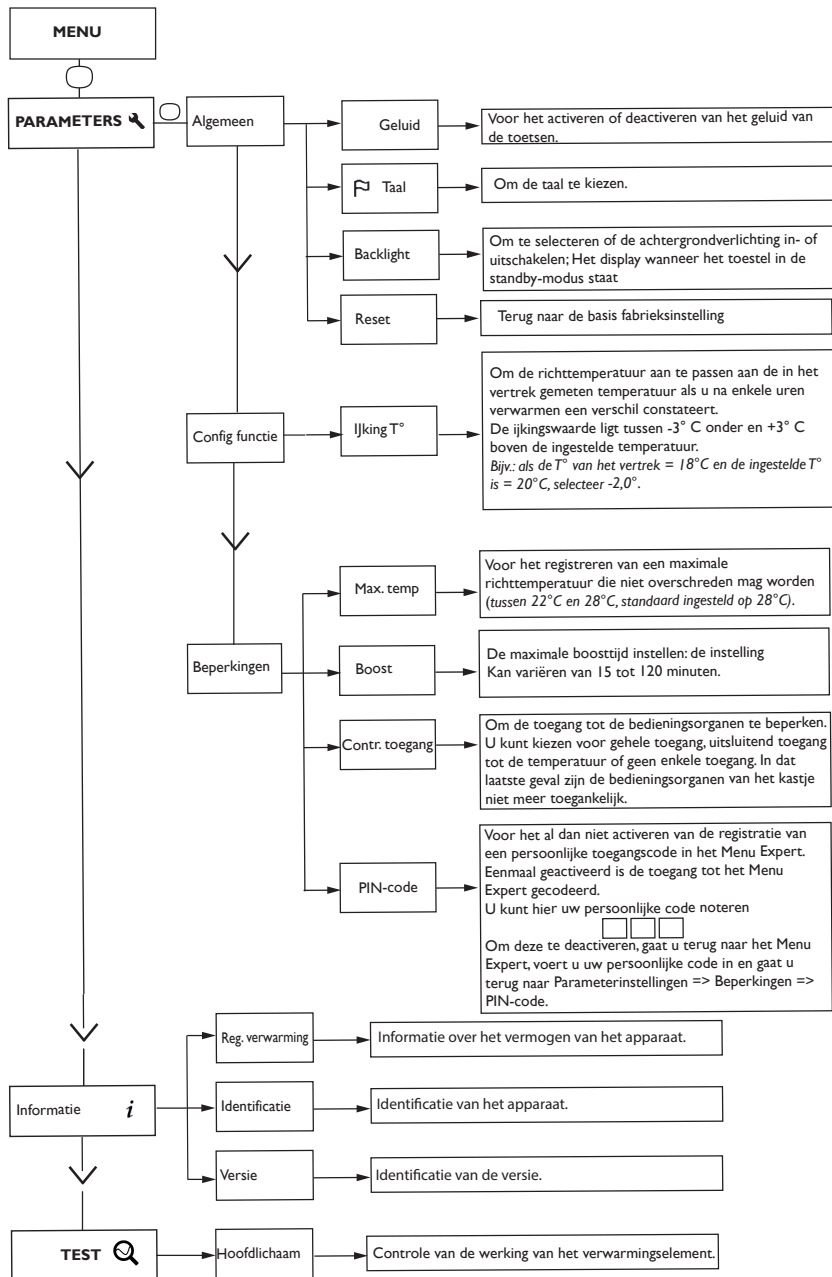 MENU
PARAMETERS
Algemeen
Geluid
Voor het activeren of deactiveren van het geluid van
de toetsen.
Taal
Om de taal te kiezen.
Backlight
Om te selecteren of de achtergrondverlichting in- of
uitschakelen; Het display wanneer het toestel in de
standby-modus staat
Reset
Terug naar de basis fabrieksinstelling
Config functie
IJking T°
Om de richttemperatuur aan te passen aan de in het
vertrek gemeten temperatuur als u na enkele uren
verwarmen een verschil constateert.
De ijkingswaarde ligt tussen -3° C onder en +3° C
boven de ingestelde temperatuur.
Bijv.: als de T° van het vertrek = 18°C en de ingestelde T°
is = 20°C, selecteer -2,0°.
Beperkingen
Max. temp
Voor het registreren van een maximale
richttemperatuur die niet overschreden mag worden
(tussen 22°C en 28°C, standaard ingesteld op 28°C).
Boost
De maximale boosttijd instellen: de instelling
Kan variëren van 15 tot 120 minuten.
Contr. toegang
Om de toegang tot de bedieningsorganen te beperken.
U kunt kiezen voor gehele toegang, uitsluitend toegang
tot de temperatuur of geen enkele toegang. In dat
laatste geval zijn de bedieningsorganen van het kastje
niet meer toegankelijk.
PIN-code
Voor het al dan niet activeren van de registratie van
een persoonlijke toegangscode in het Menu Expert.
Eenmaal geactiveerd is de toegang tot het Menu
Expert gecodeerd.
U kunt hier uw persoonlijke code noteren
Om deze te deactiveren, gaat u terug naar het Menu
Expert, voert u uw persoonlijke code in en gaat u
terug naar Parameterinstellingen => Beperkingen =>
PIN-code.
Informatie i
Reg. verwarming
Informatie over het vermogen van het apparaat.
Identificatie
Identificatie van het apparaat.
Versie
Identificatie van de versie.
TEST
Hoofdlichaam
Controle van de werking van het verwarmingselement.